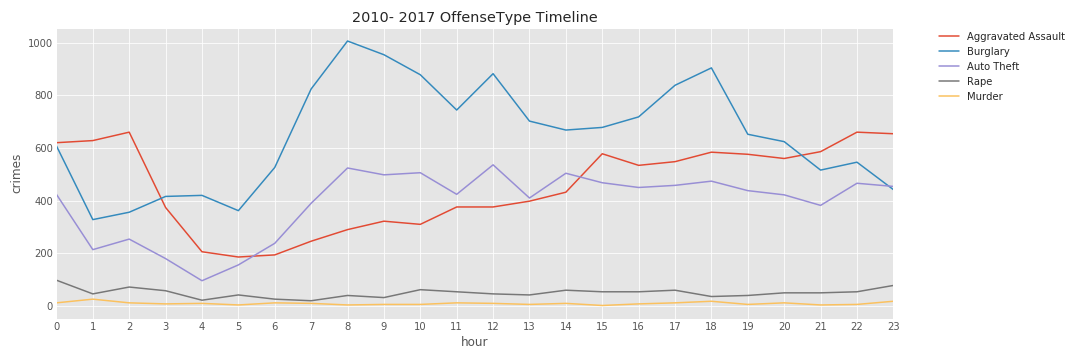 2010- 2017 OffenseType Timeline
Aggravated Assault
Burglary
Auto Theft
Rape
Murder
crimes
1000
800
600
400
200
0
0 1 2 3 4 5 6 7 8 9 10 11 12 13 14 15 16 17 18 19 20 21 22 23
hour